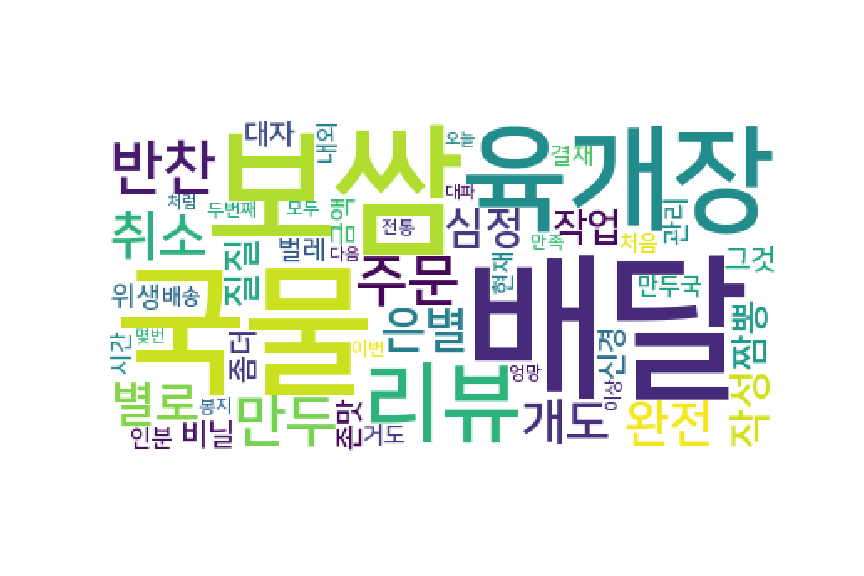 대자
내외
오늘
반찬
보쌈
육개장
결재
대파
처럼
두번째
모두
금액
전통
심정
작업
처음
관리
취소
질질
벌레
다음
만족
그것
국물
주문
현재
배달
만두국
위생
배송
은별
짬뽕
시간
몇번
좀더
이번
신경
엉망
이상
별로
봉지
만두
리뷰
개도
완전
작성
인분
비닐
존맛
거도